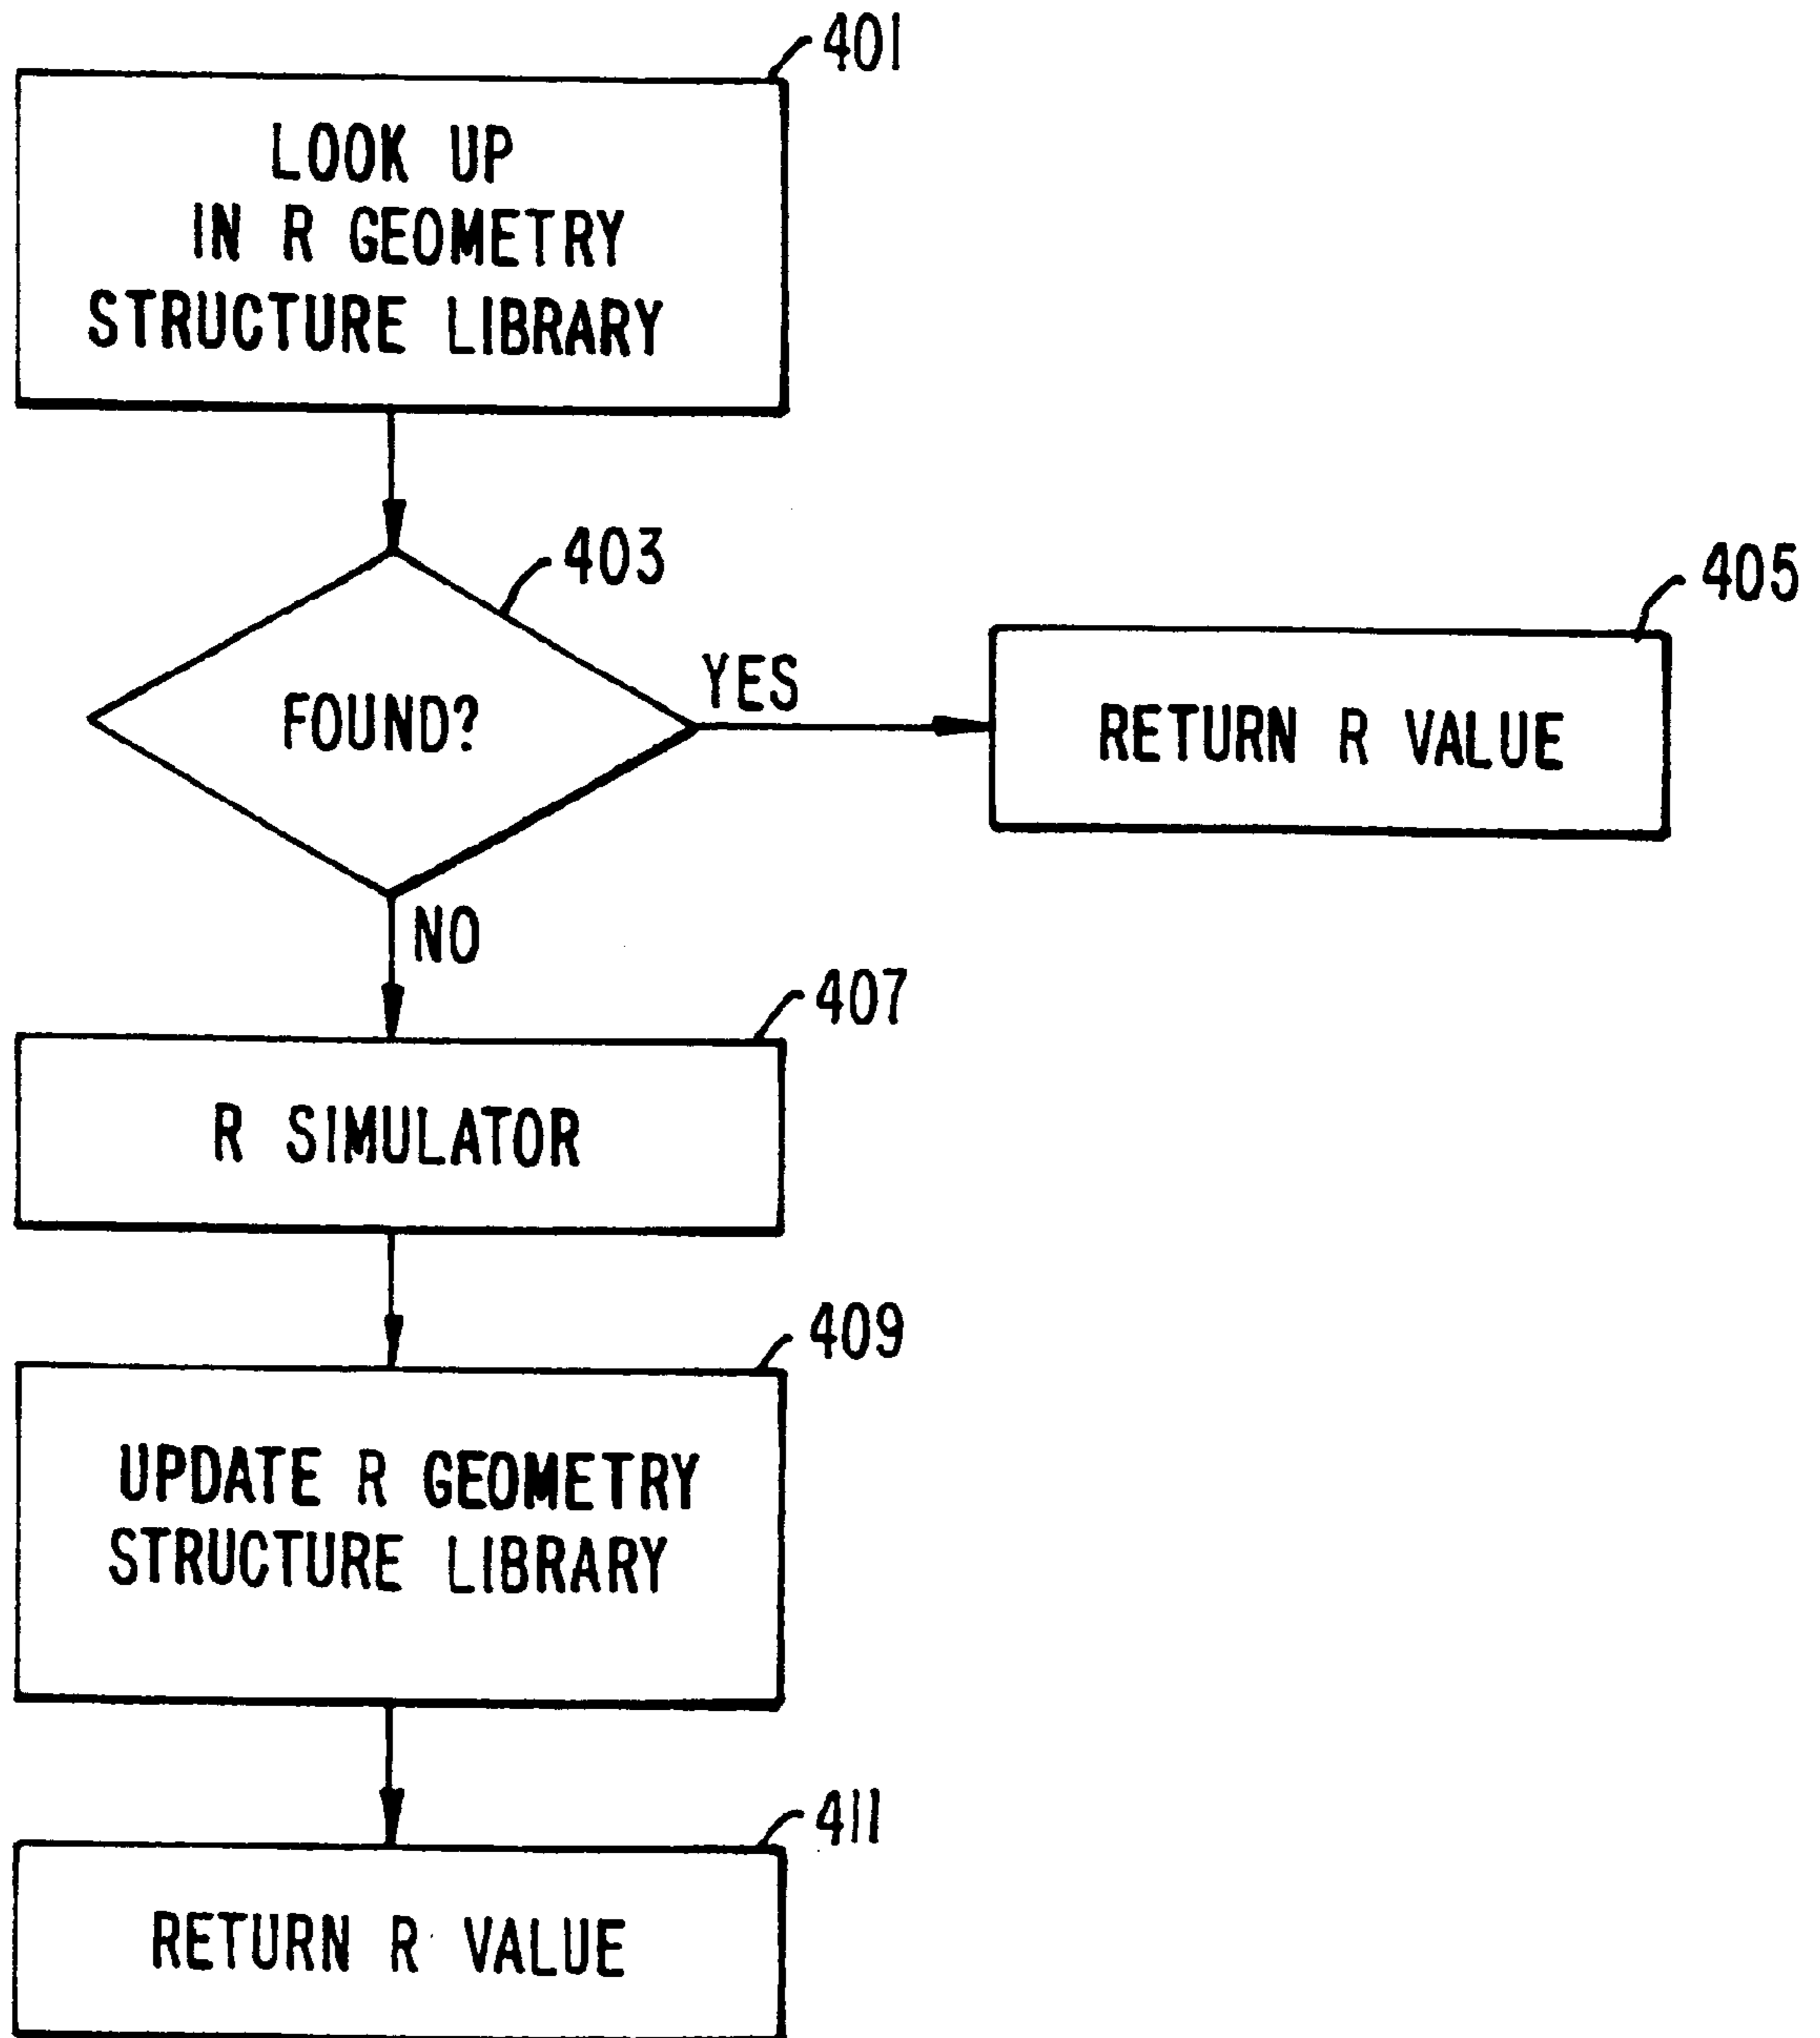 401
LOOK UP
IN R GEOMETRY
STRUCTURE LIBRARY
403
FOUND?
YES
405
RETURN R VALUE
NO
407
R SIMULATOR
409
UPDATE R GEOMETRY
STRUCTURE LIBRARY
411
RETURN R VALUE